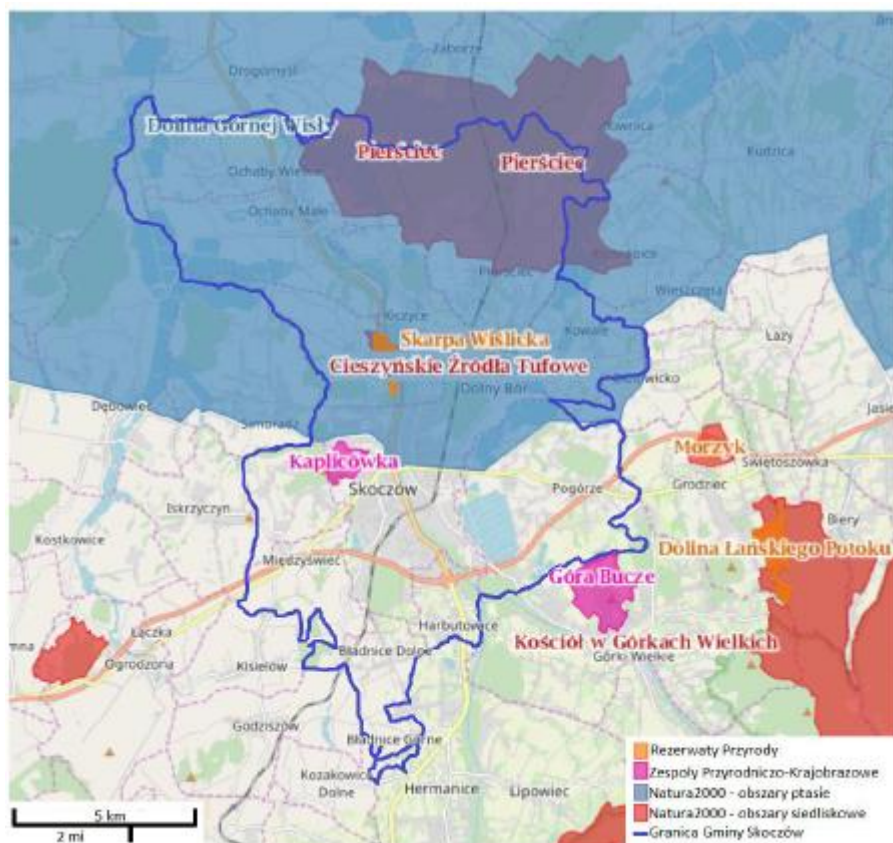 Zaborze
Drogomyśl
Dolina Górnej Wisły
Pierściec
Pierściec
Rudzica
Ochaby Wielkie
Ochaby Małe
Pierściec
Wieszczęta
Kiczyce
Skarpa Wiślicka
Kowale
Łazy
Cieszyńskie Źródła Tufowe
Dolny Bór
Dębowiec
Simoradz
Morzyk
Kaplicówka
Świętoszówka
Skoczów
Pogórze
Grodziec
Iskrzyczyn
Biery
Kostkowice
Dolina Łańskiego Potoku
Międzyświeć
Góra Bucze
Harbutowice
Łączka
Kościół w Górkach Wielkich
Ogrodzona
Kisielów
Bładnice Dolne
Górki Wielkie
Godziszów
Bładnice Górne
Rezerwaty Przyrody
Kozakowice
Dolne
Zespoły Przyrodniczo-Krajobrazowe
Hermanice
Lipowiec
Natura2000 - obszary ptasie
5 km
Natura2000 - obszary siedliskowe
2 mi
Granica Gminy Skoczów